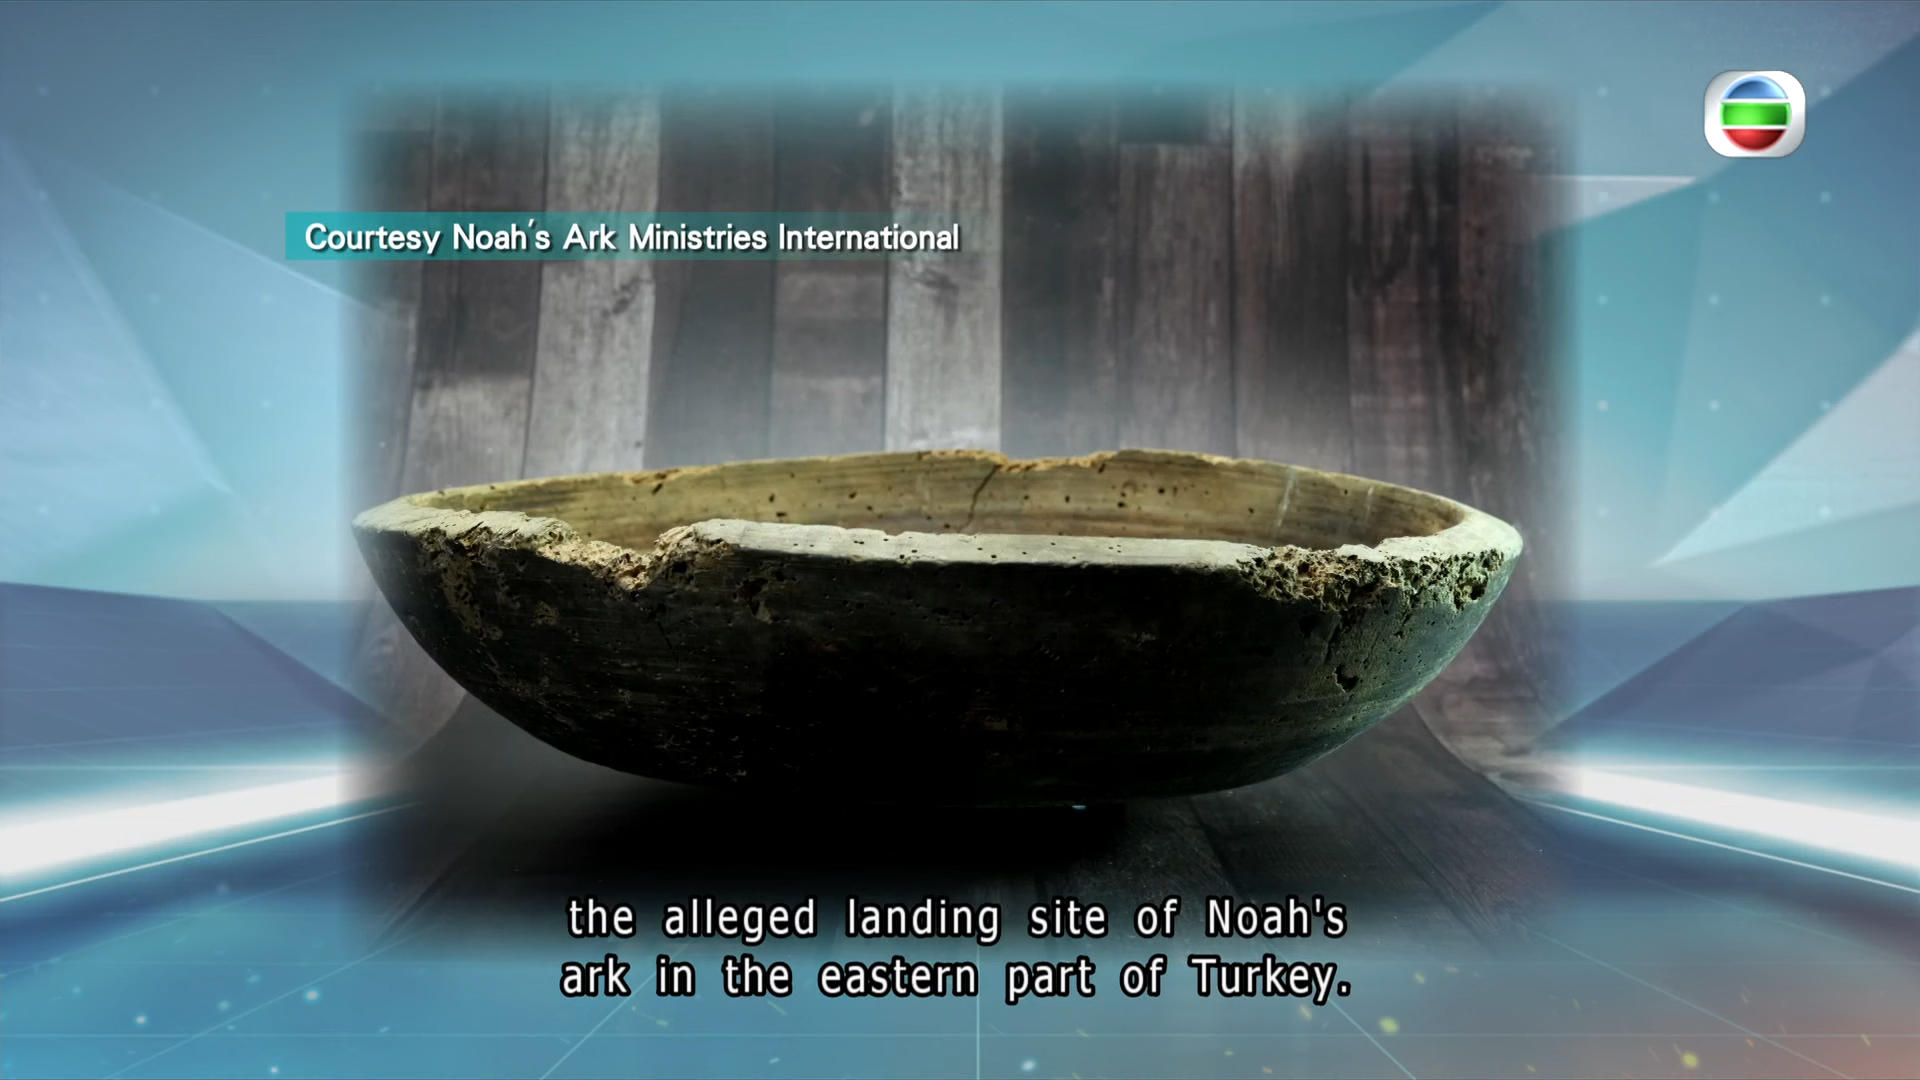 Courtesy Noah's Ark Ministries International
the alleged landing site of Noah's
ark in the eastern part of Turkey.